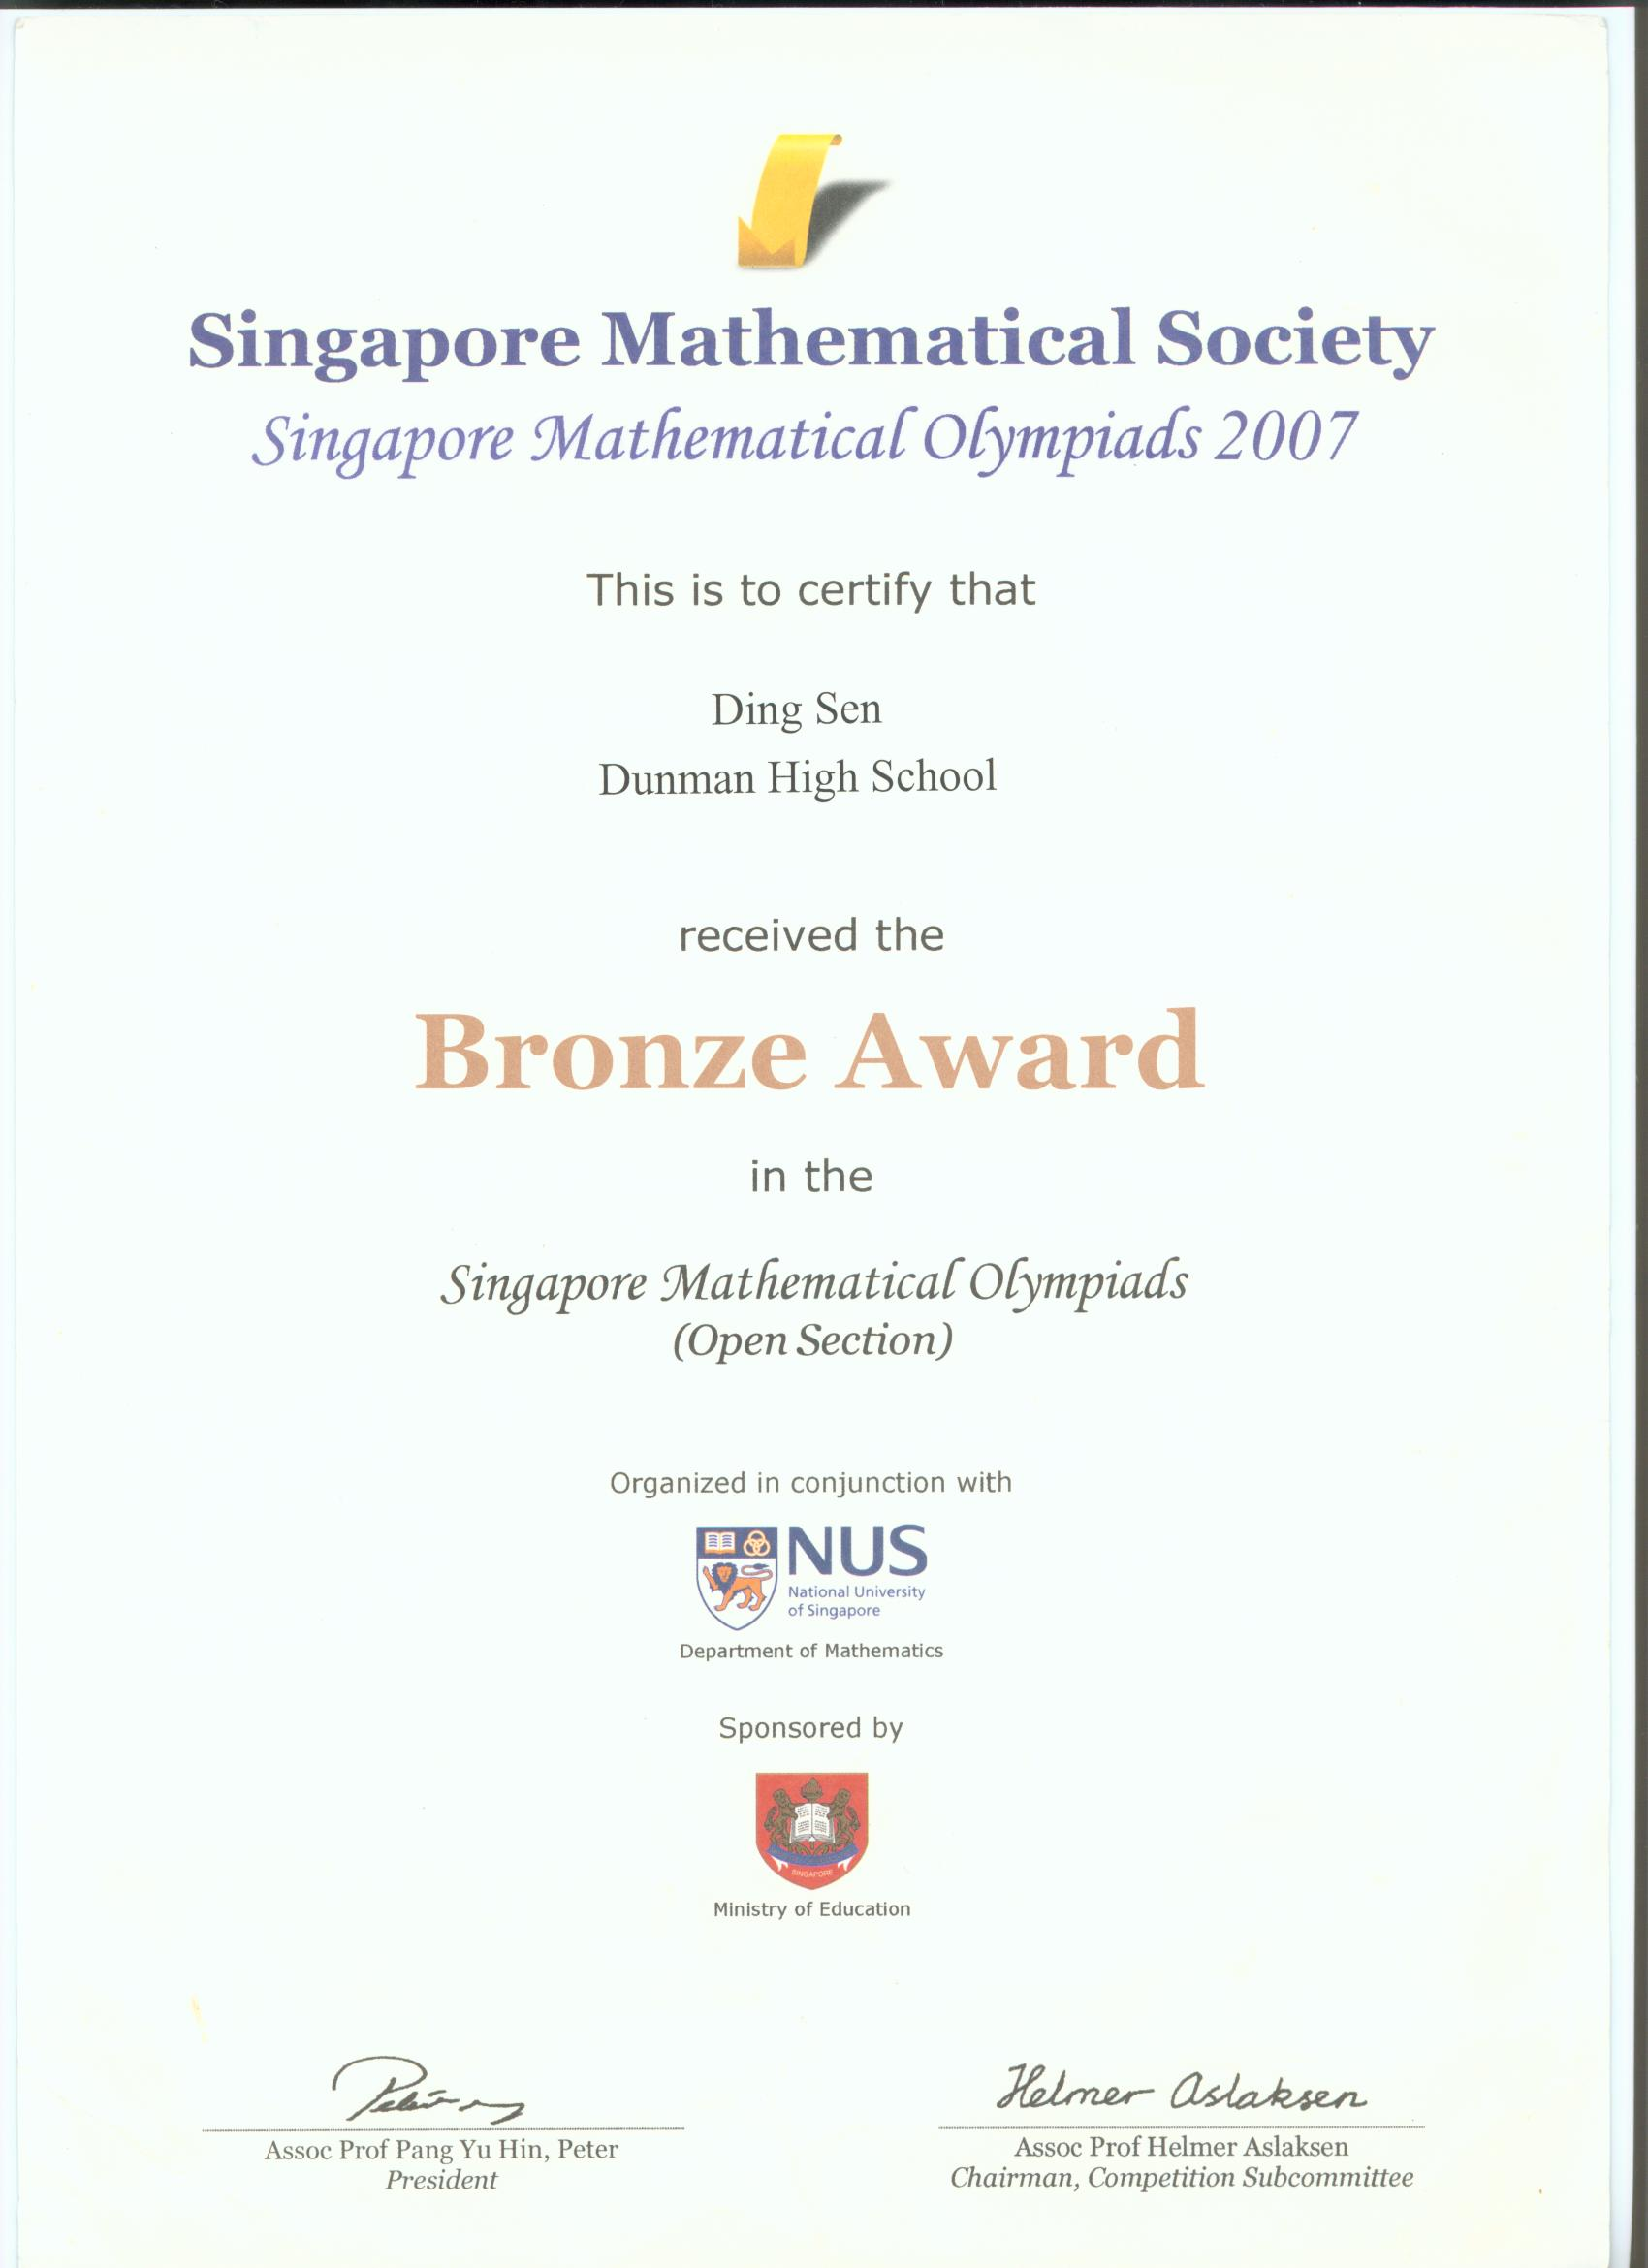 Singapore Mathematical Society
Singapore Mathematical Olympiads 2007
This is to certify that
Ding Sen
Dunman High School
received the
Bronze Award
in the
Singapore Mathematical Olympiads
(Open Section)
Organized in conjunction with
NUS
National University
of Singapore
Department of Mathematics
Sponsored by
SINGAPORE
Ministry of Education
Helmer Aslaksen
Assoc Prof Pang Yu Hin, Peter
President
Assoc Prof Helmer Aslaksen
Chairman, Competition Subcommittee